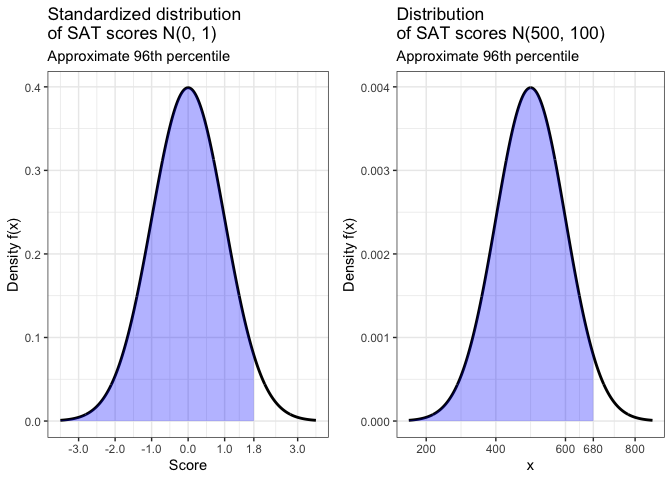 Standardized distribution
of SAT scores N(0, 1)
Approximate 96th percentile
Density f(x)
0.4
0.3
0.2
0.1
0.0
-3.0 -2.0 -1.0 0.0 1.0 1.8 3.0
Score
Distribution
of SAT scores N(500, 100)
Approximate 96th percentile
Density f(x)
0.004
0.003
0.002
0.001
0.000
200 400 600 680 800
x